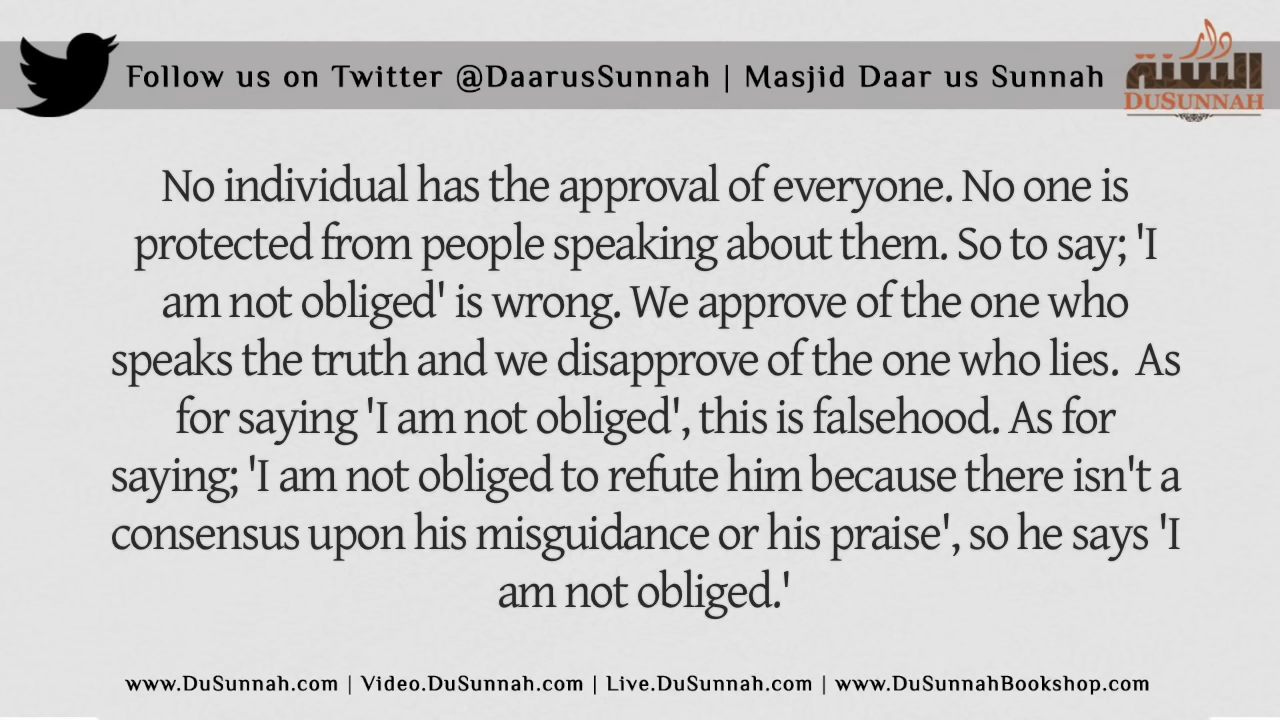 Follow us on Twitter @DaarusSunnah | Masjid Daar us Sunnah
دار
السنة
DUSUNNAH
No individual has the approval of everyone. No one is
protected from people speaking about them. So to say; 'I
am not obliged' is wrong. We approve of the one who
speaks the truth and we disapprove of the one who lies.  As
for saying 'I am not obliged', this is falsehood. As for
saying; 'I am not obliged to refute him because there isn't a
consensus upon his misguidance or his praise', so he says 'I
am not obliged.'
www.DuSunnah.com | Video.DuSunnah.com | Live.DuSunnah.com | www.DuSunnahBookshop.com